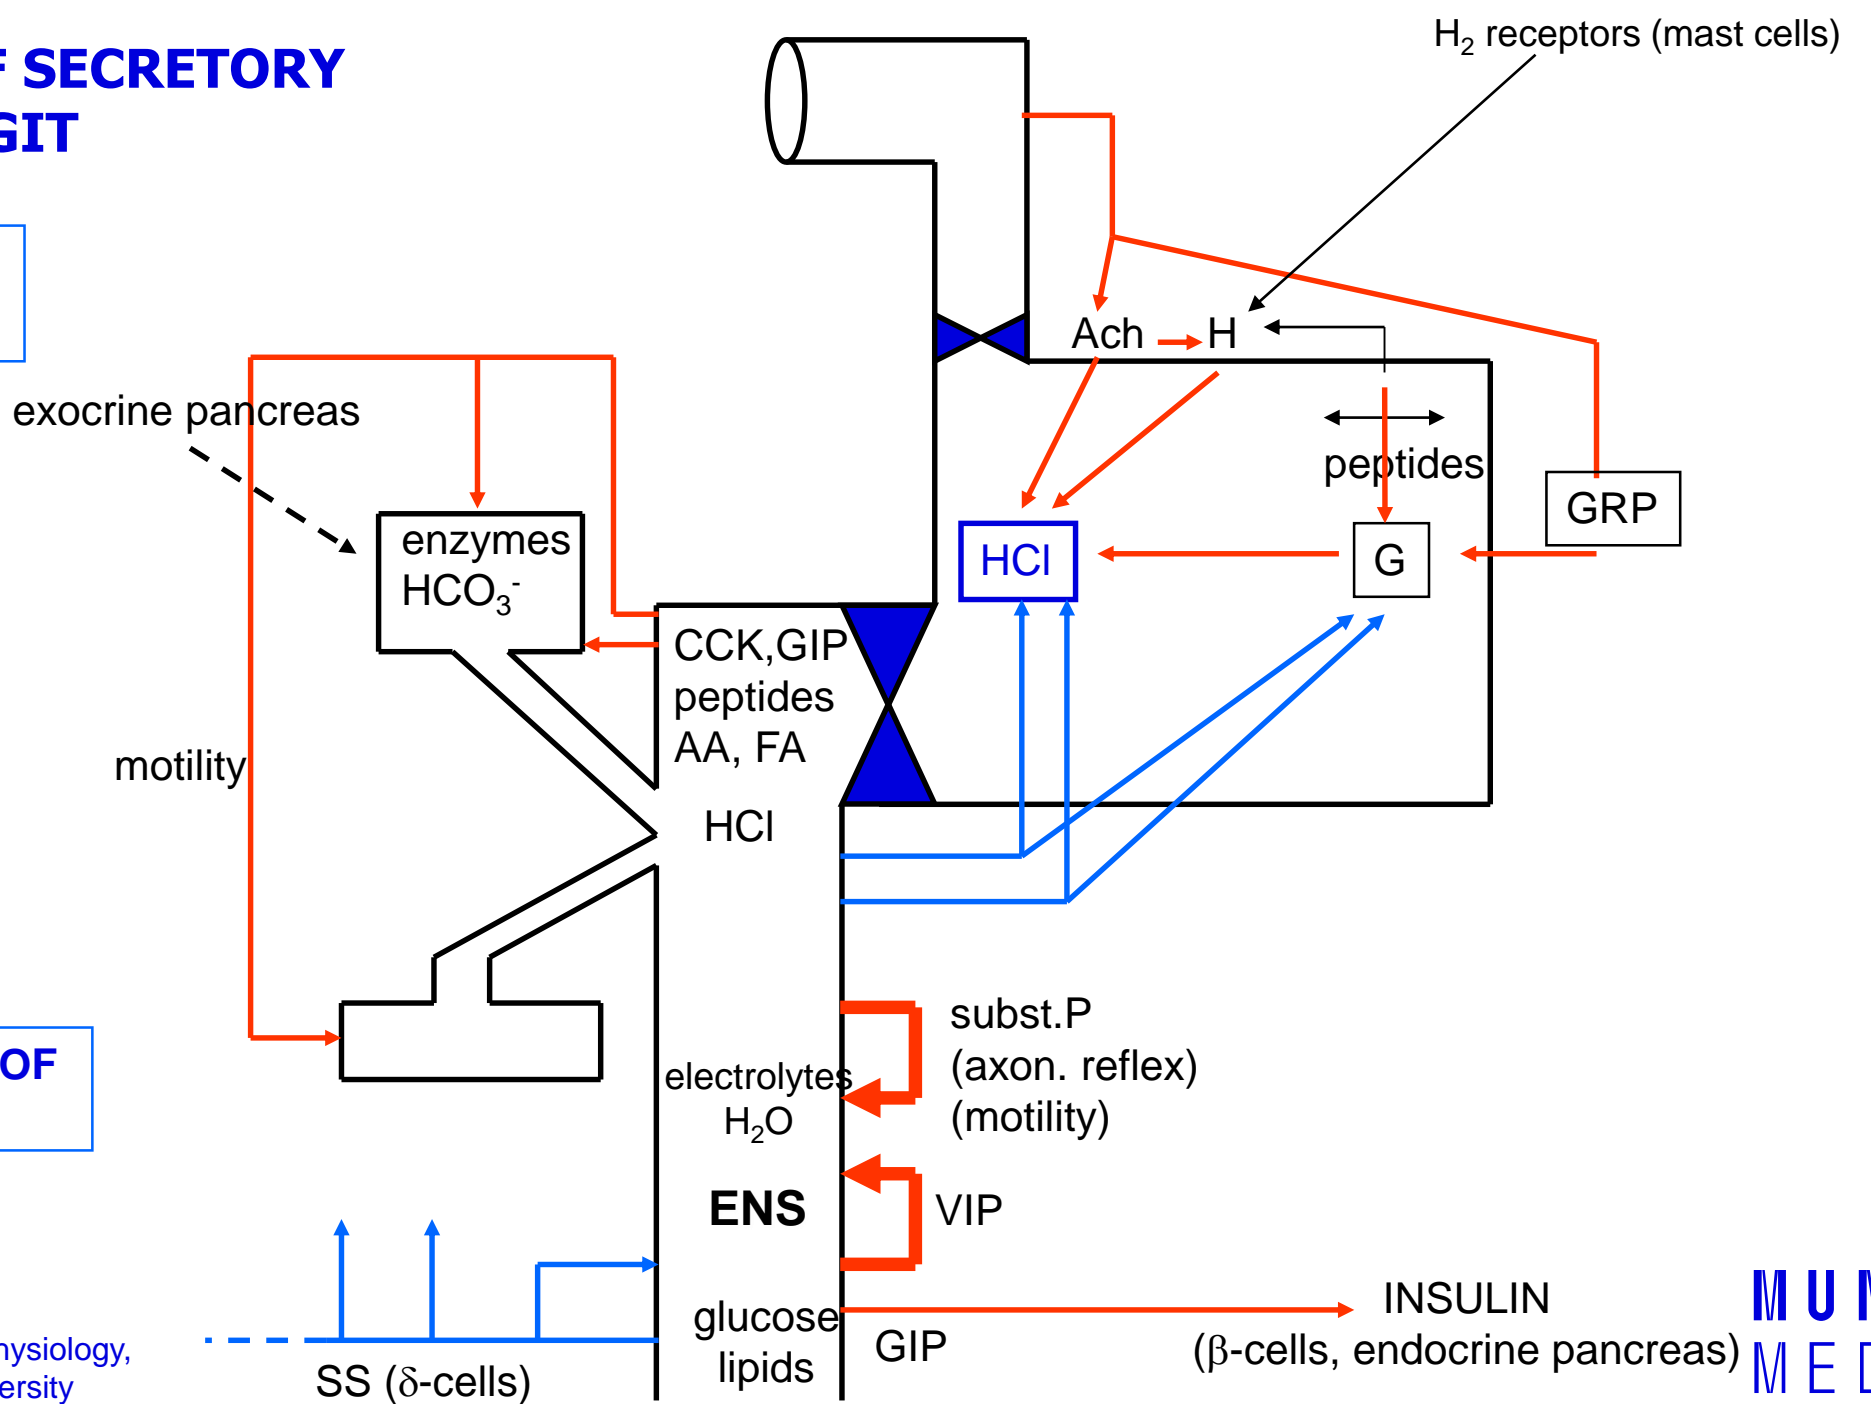 F SECRETORY
GIT
H₂ receptors (mast cells)
Ach
H
exocrine pancreas
peptides
GRP
enzymes
HCO₃⁻
HCl
G
CCK,GIP
peptides
AA, FA
motility
HCl
subst.P
(axon. reflex)
(motility)
OF
electrolytes
H₂O
ENS
VIP
glucose
lipids
GIP
INSULIN
(β-cells, endocrine pancreas)
SS (δ-cells)
hysiology,
ersity
MUN
MED